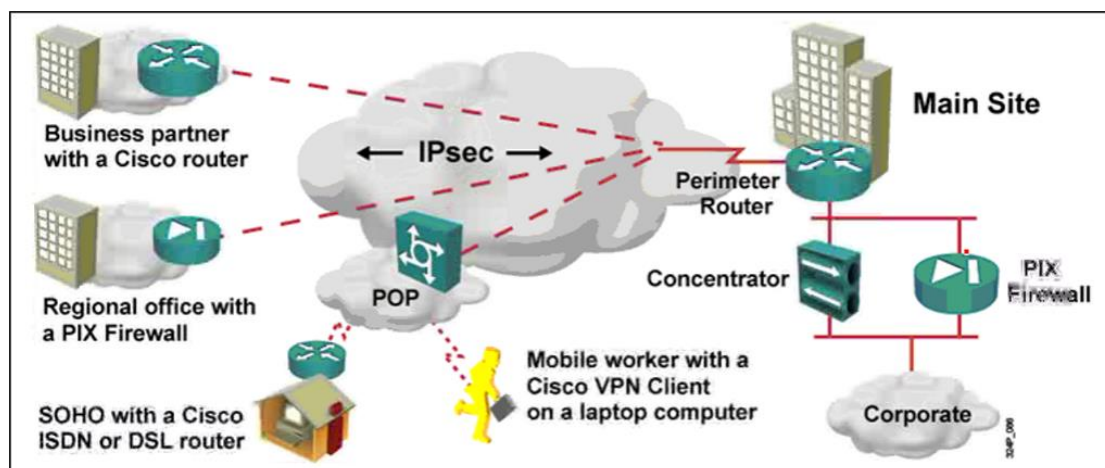 Business partner
with a Cisco router
Regional office with
a PIX Firewall
SOHO with a Cisco
ISDN or DSL router
IPsec
POP
Mobile worker with a
Cisco VPN Client
on a laptop computer
Main Site
Perimeter
Router
Concentrator
PIX
Firewall
Corporate